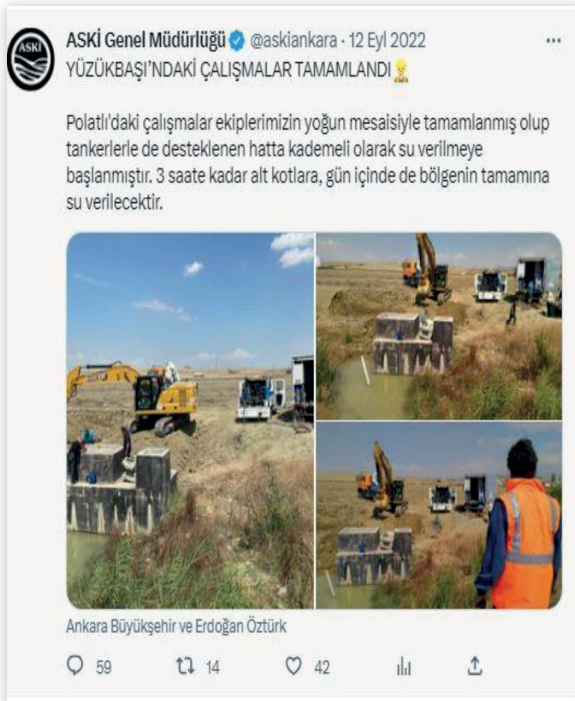 ASKİ
ASKİ Genel Müdürlüğü @askiankara · 12 Eyl 2022
YÜZÜKBAŞI’NDAKİ ÇALIŞMALAR TAMAMLANDI
Polatlı'daki çalışmalar ekiplerimizin yoğun mesaisiyle tamamlanmış olup
tankerlerle de desteklenen hatta kademeli olarak su verilmeye
başlanmıştır. 3 saate kadar alt kotlara, gün içinde de bölgenin tamamına
su verilecektir.
Ankara Büyükşehir ve Erdoğan Öztürk
59 14 42